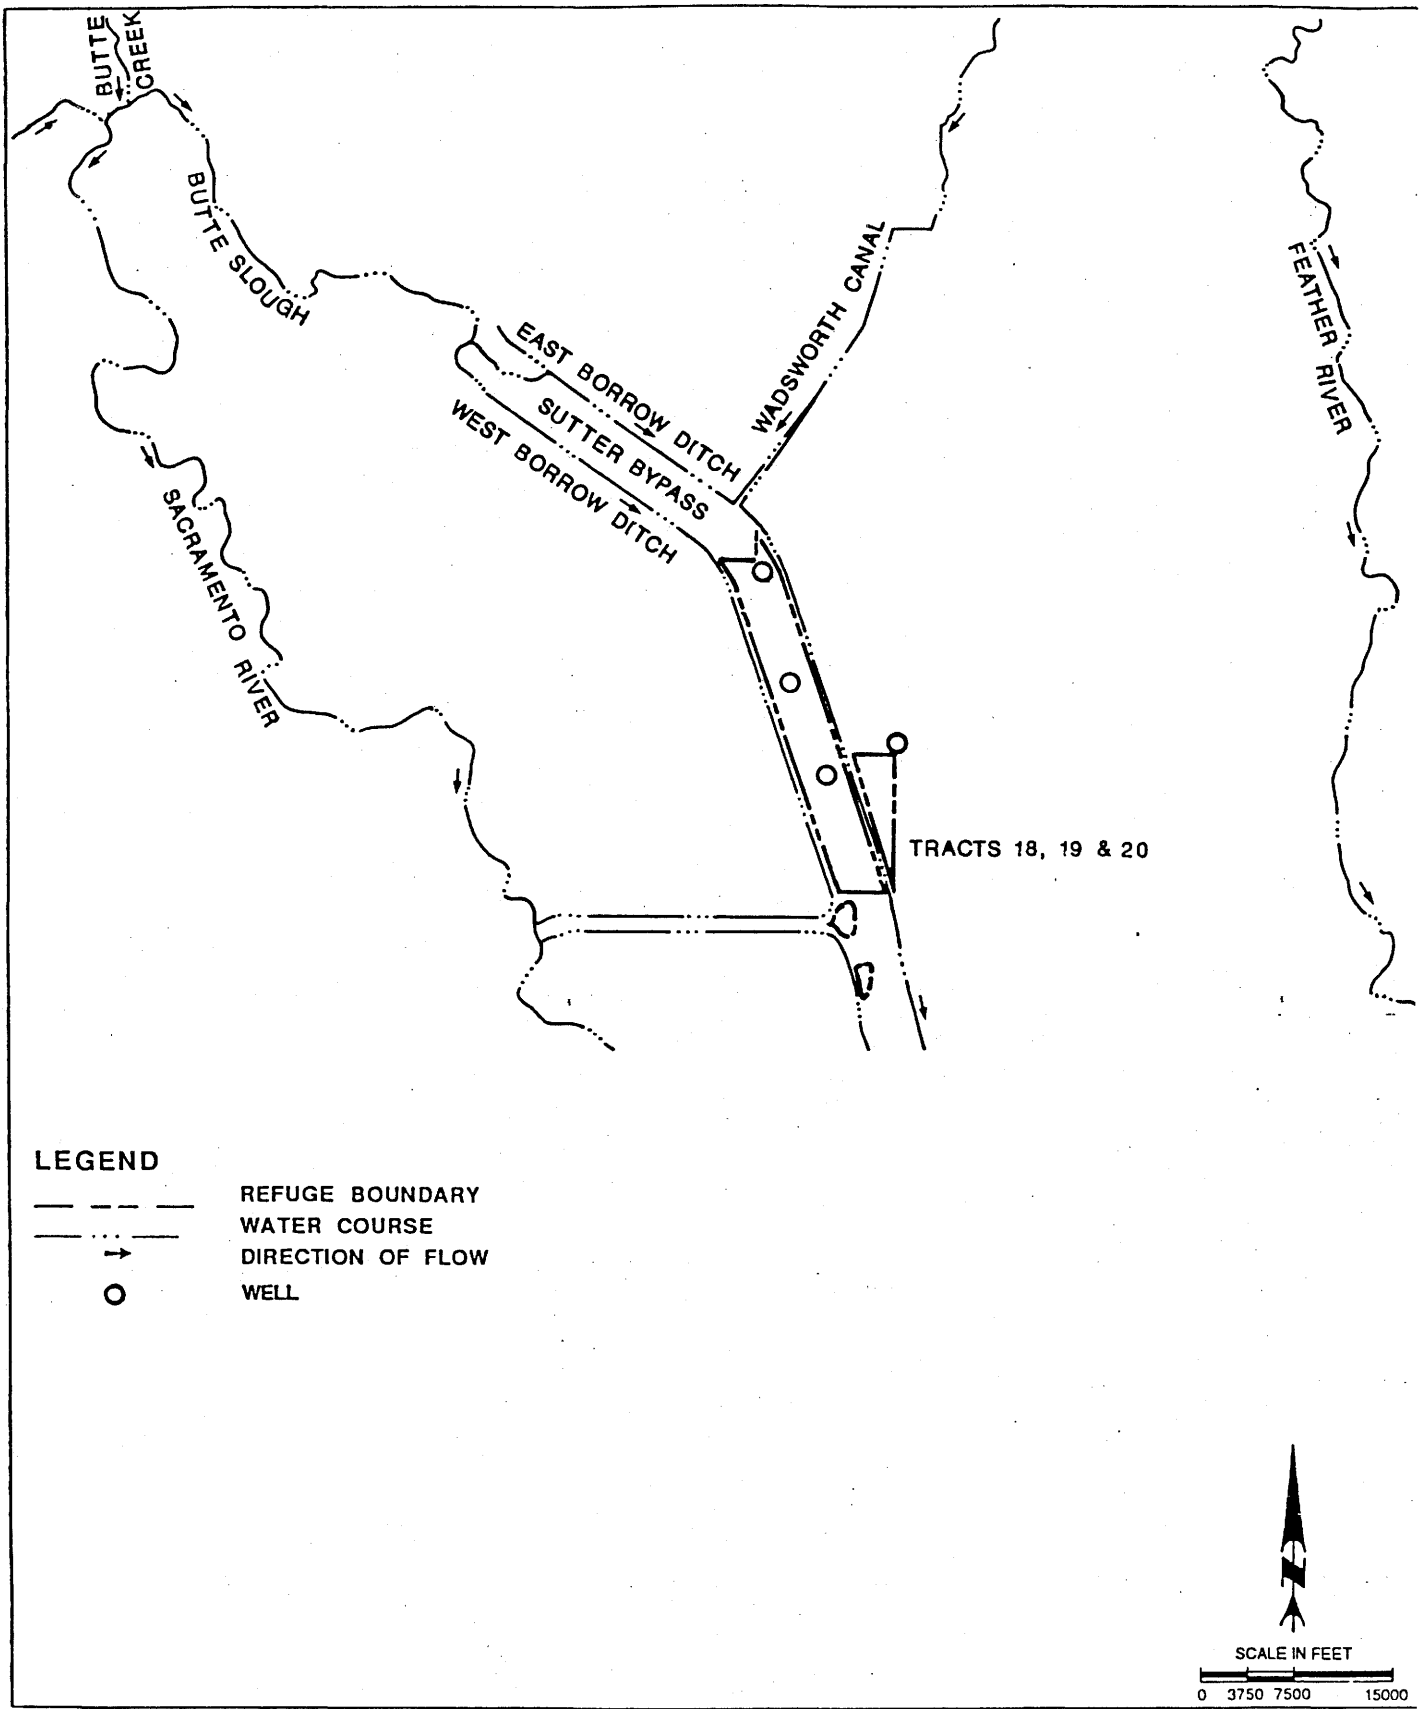 BUTTE
CREEK
BUTTE SLOUGH
EAST BORROW DITCH
SUTTER BYPASS
WEST BORROW DITCH
WADSWORTH CANAL
FEATHER RIVER
SACRAMENTO RIVER
TRACTS 18, 19 & 20
LEGEND
REFUGE BOUNDARY
WATER COURSE
DIRECTION OF FLOW
WELL
N
SCALE IN FEET
0 3750 7500 15000